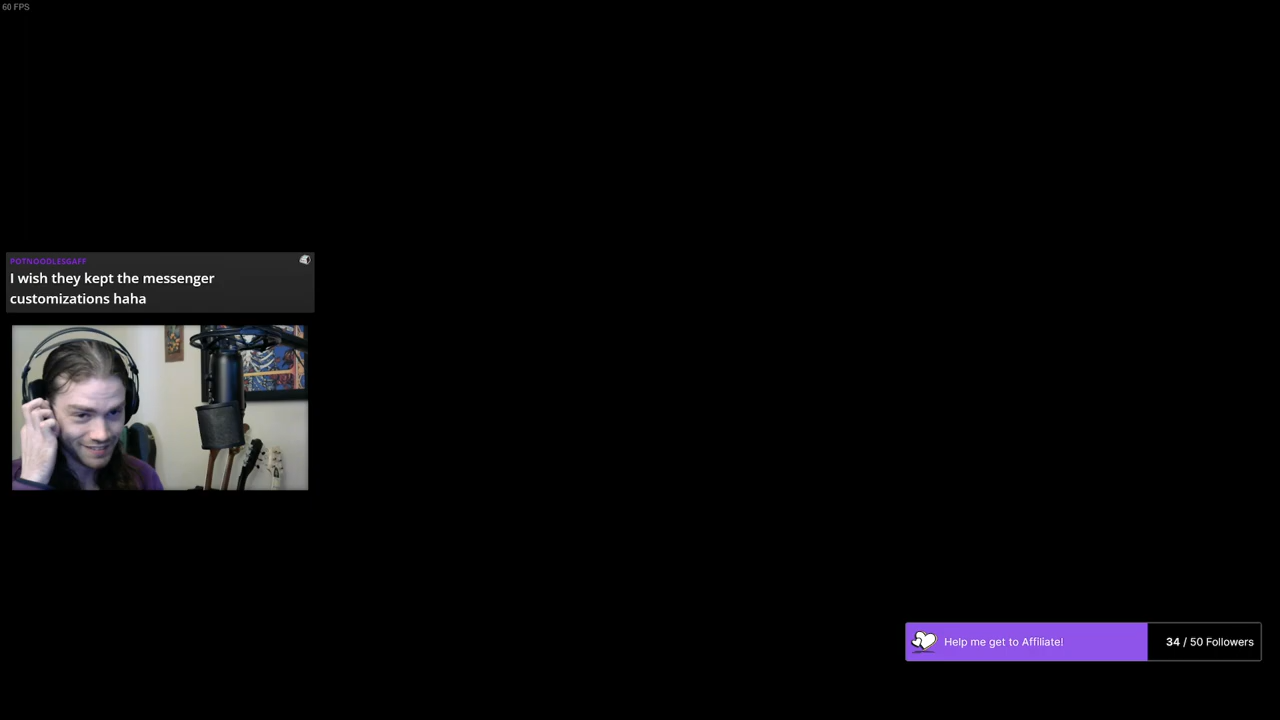 60 FPS
POTNOODLESGAFF
I wish they kept the messenger
customizations haha
Help me get to Affiliate!
34 / 50 Followers